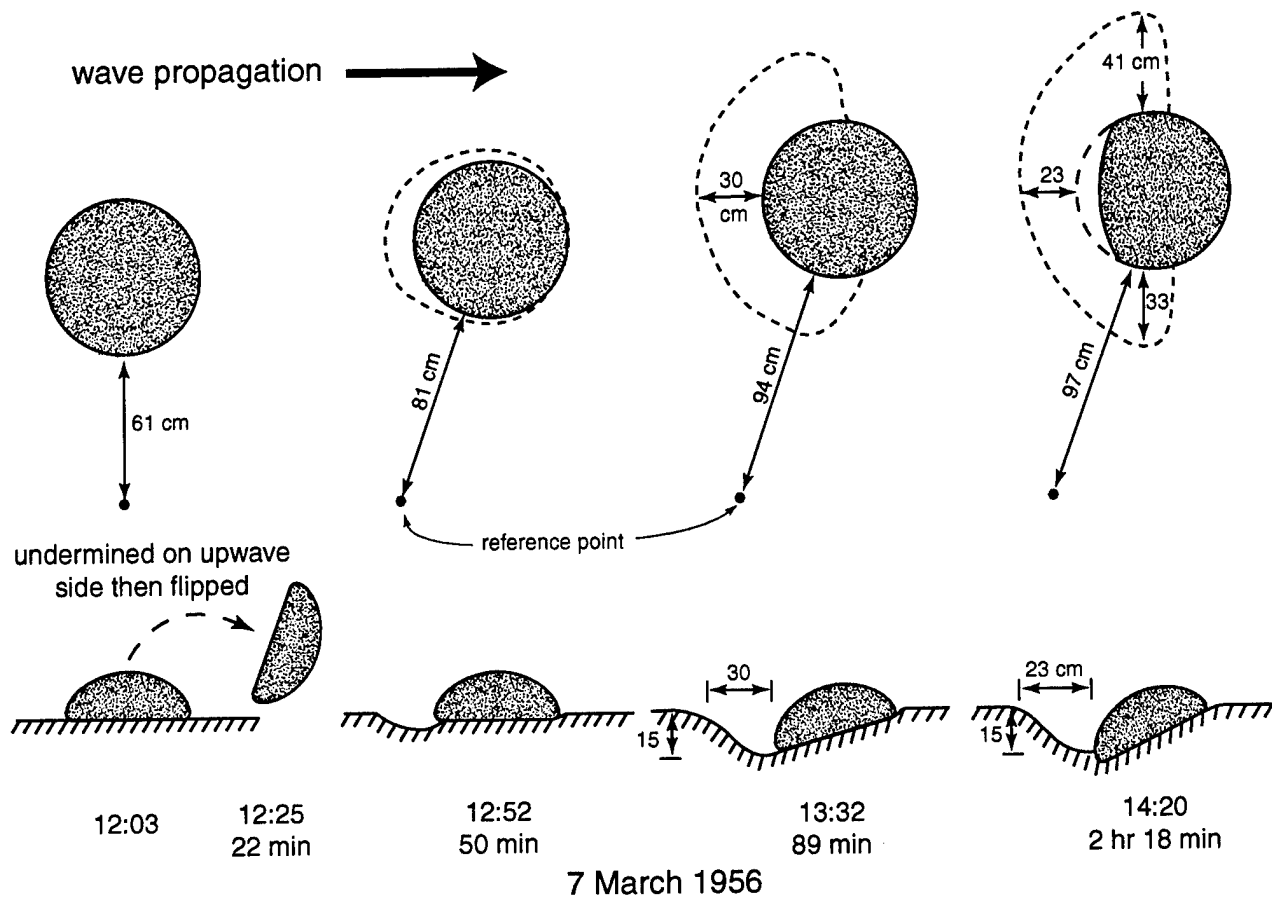 wave propagation
41 cm
30
cm
23
33
61 cm
81 cm
94 cm
97 cm
reference point
undermined on upwave
side then flipped
30
15
23 cm
15
12:03
12:25
22 min
12:52
50 min
13:32
89 min
14:20
2 hr 18 min
7 March 1956